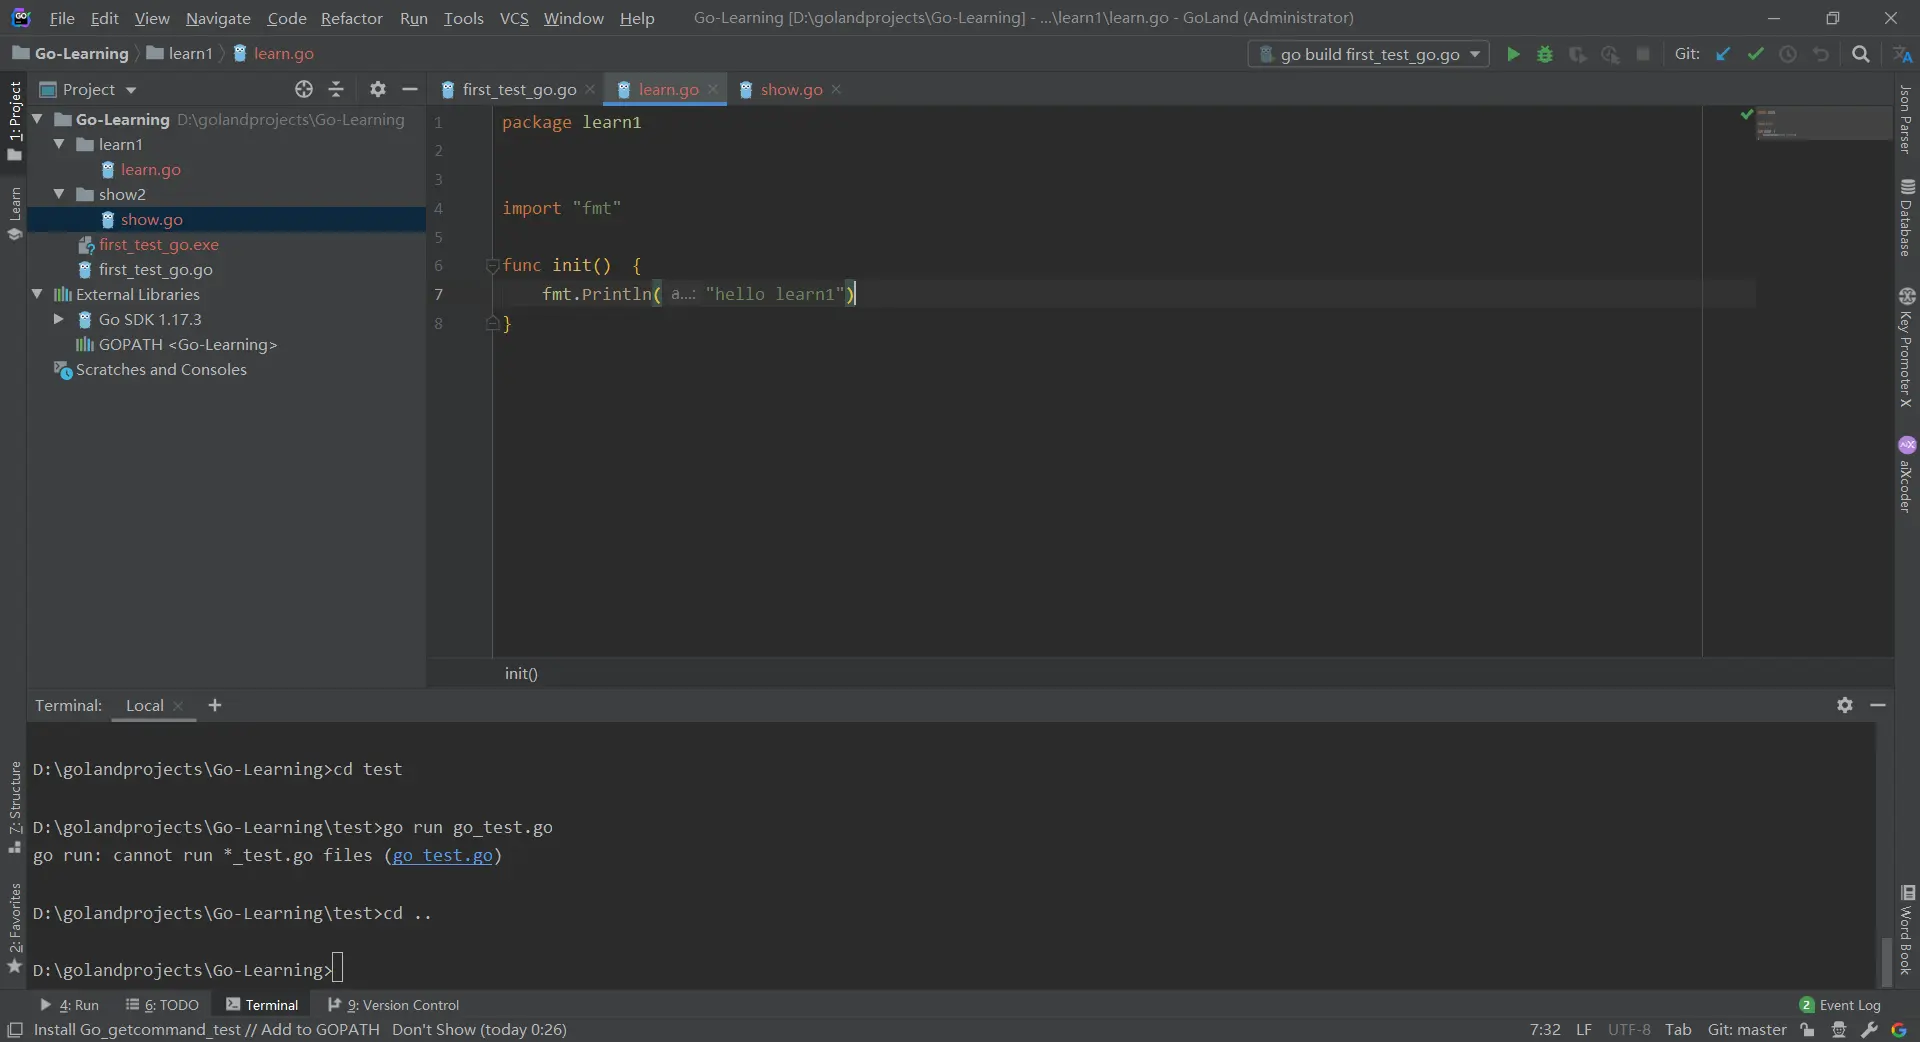 File Edit View Navigate Code Refactor Run Tools VCS Window Help Go-Learning [D:\golandprojects\Go-Learning] - ...\learn1\learn.go - GoLand (Administrator)
Go-Learning learn1 learn.go go build first_test_go.go Git:
Project
first_test_go.go learn.go show.go
Go-Learning D:\golandprojects\Go-Learning
learn1
learn.go
show2
show.go
first_test_go.exe
first_test_go.go
External Libraries
Go SDK 1.17.3
GOPATH <Go-Learning>
Scratches and Consoles
1: Project
Learn
7: Structure
2: Favorites
1 package learn1
2
3
4 import "fmt"
5
6 func init()  {
7 fmt.Println( a...: "hello learn1")
8 }
init()
Json Parser
Database
Key Promoter X
aiXcoder
Word Book
Terminal: Local
D:\golandprojects\Go-Learning>cd test
D:\golandprojects\Go-Learning\test>go run go_test.go
go run: cannot run *_test.go files (go_test.go)
D:\golandprojects\Go-Learning\test>cd ..
D:\golandprojects\Go-Learning>
4: Run 6: TODO Terminal 9: Version Control 2 Event Log
Install Go_getcommand_test // Add to GOPATH Don't Show (today 0:26) 7:32 LF UTF-8 Tab Git: master